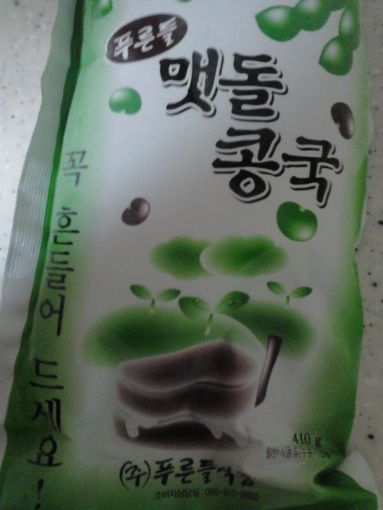 푸른들
맷돌
콩국
꼭 흔들어 드세요!
410 g
(주)푸른들식품